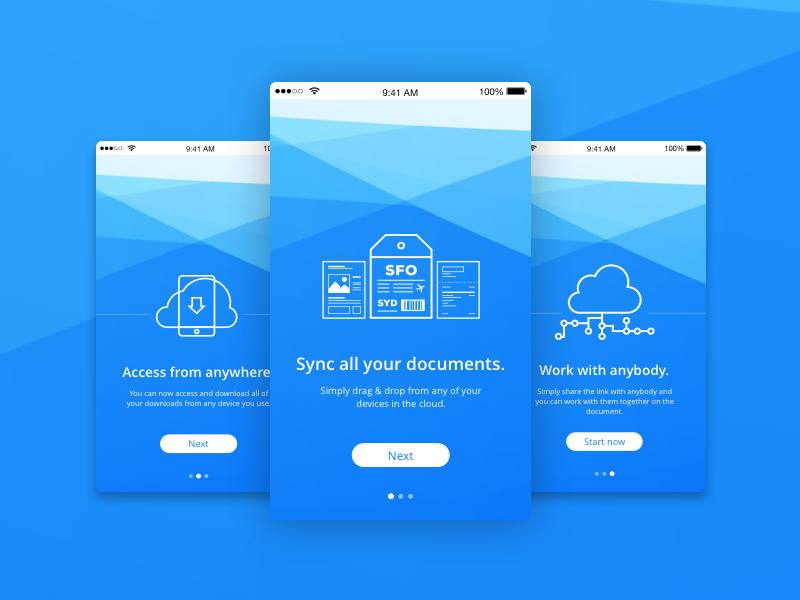 9:41 AM
100%
SFO
SYD
Sync all your documents.
Simply drag & drop from any of your
devices in the cloud.
Next
9:41 AM
Access from anywhere
You can now access and download all of
your downloads from any device you use.
Next
9:41 AM
100%
Work with anybody.
Simply share the link with anybody and
you can work with them together on the
document.
Start now